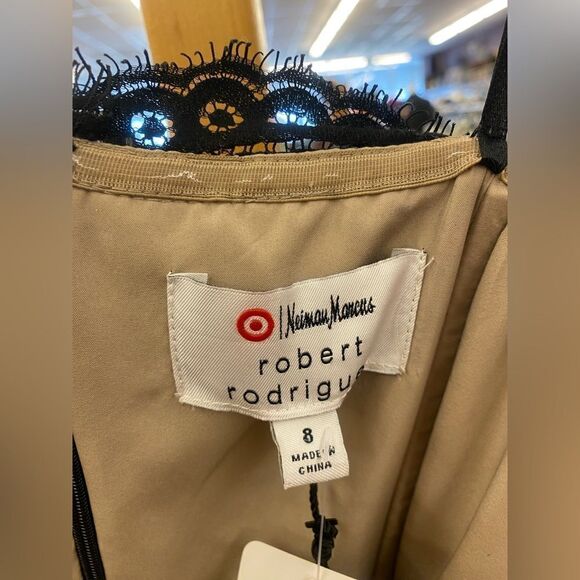 Neiman Marcus
robert
rodrigue
8
MADE IN
CHINA